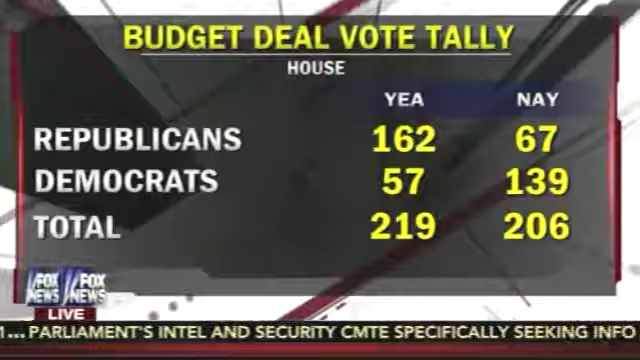 BUDGET DEAL VOTE TALLY
HOUSE
YEA NAY
REPUBLICANS 162 67
DEMOCRATS 57 139
TOTAL 219 206
FOX NEWS FOX NEWS
LIVE
1... PARLIAMENT'S INTEL AND SECURITY CMTE SPECIFICALLY SEEKING INFO